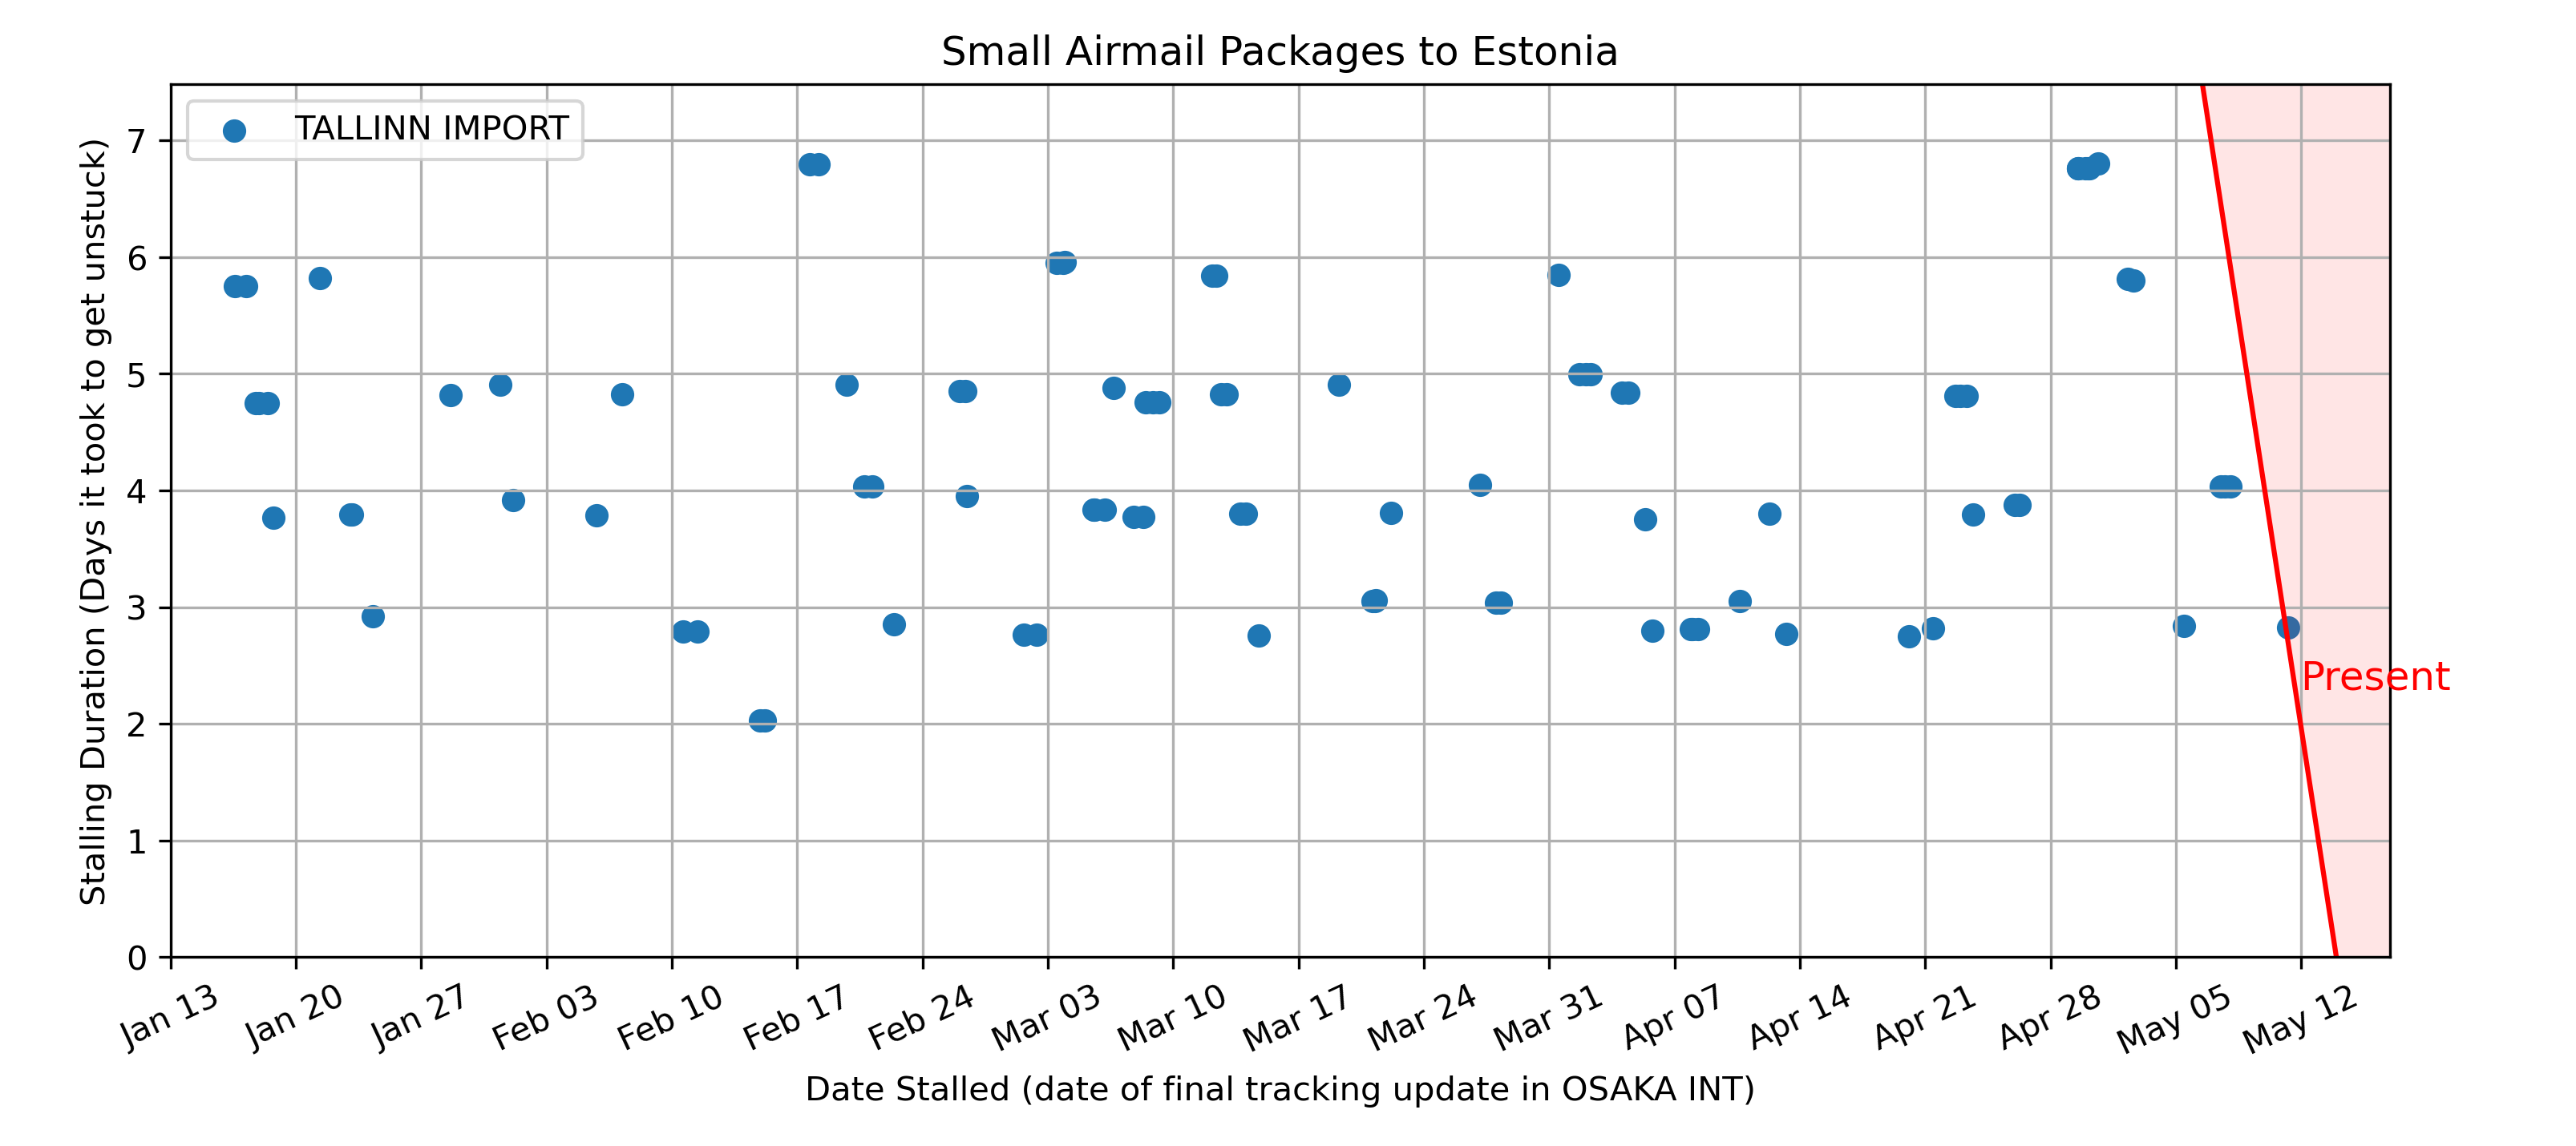 Small Airmail Packages to Estonia
TALLINN IMPORT
Stalling Duration (Days it took to get unstuck)
7
6
5
4
3
2
1
0
Present
Jan 13
Jan 20
Jan 27
Feb 03
Feb 10
Feb 17
Feb 24
Mar 03
Mar 10
Mar 17
Mar 24
Mar 31
Apr 07
Apr 14
Apr 21
Apr 28
May 05
May 12
Date Stalled (date of final tracking update in OSAKA INT)